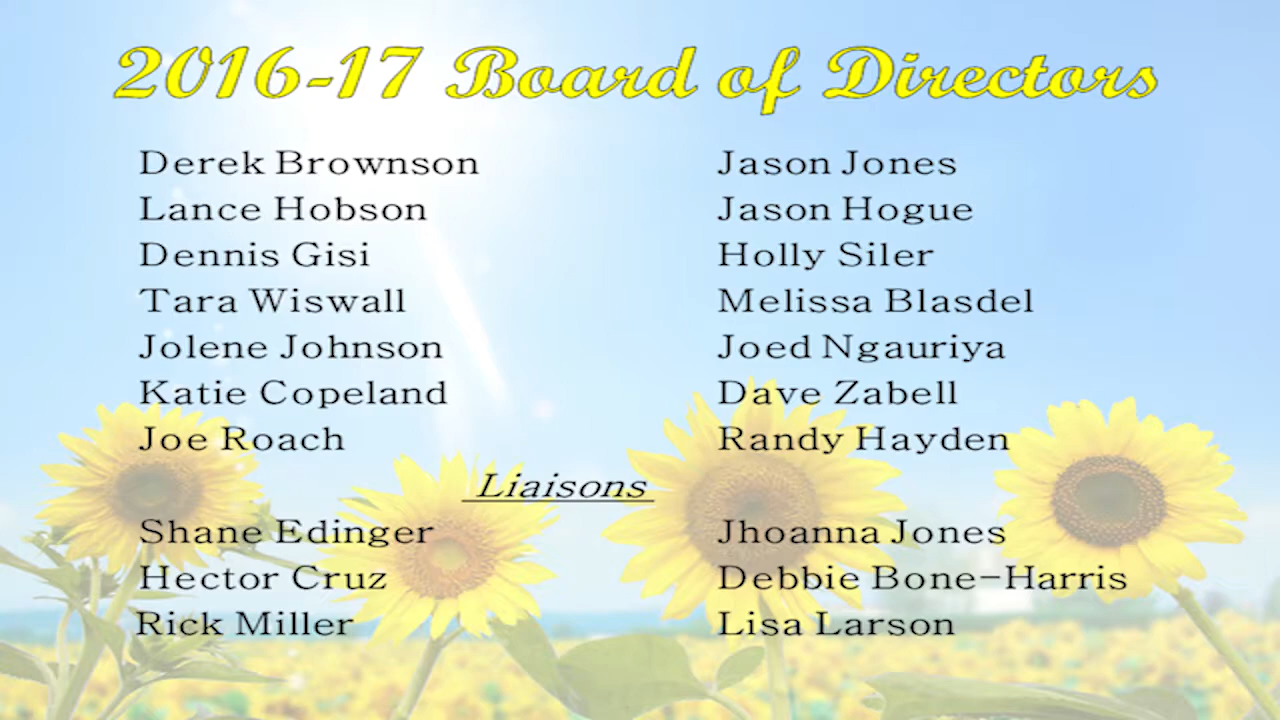 2016-17 Board of Directors
Derek Brownson
Lance Hobson
Dennis Gisi
Tara Wiswall
Jolene Johnson
Katie Copeland
Joe Roach
Jason Jones
Jason Hogue
Holly Siler
Melissa Blasdel
Joed Ngauriya
Dave Zabell
Randy Hayden
Liaisons
Shane Edinger
Hector Cruz
Rick Miller
Jhoanna Jones
Debbie Bone-Harris
Lisa Larson